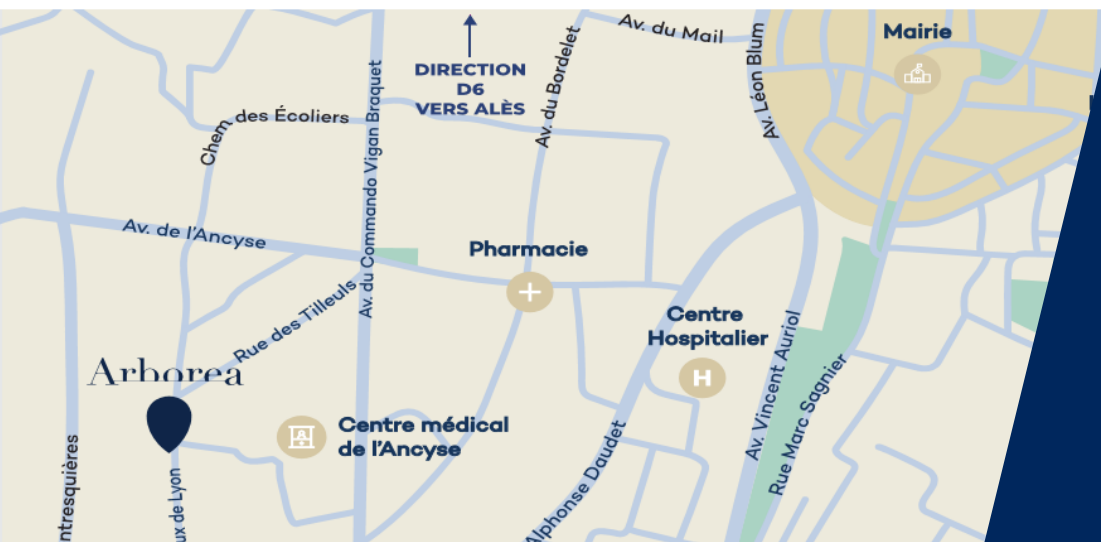 Av. du Mail
Mairie
DIRECTION
D6
VERS ALÈS
Av. du Bordelet
Av. Léon Blum
Chem. des Écoliers
Av. du Commando Vigan Braquet
Av. de l'Ancyse
Pharmacie
Rue des Tilleuls
Centre
Hospitalier
H
Arborea
Av. Vincent Auriol
Rue Marc Sagnier
Centre médical
de l'Ancyse
Alphonse Daudet
ntresquières
ux de Lyon